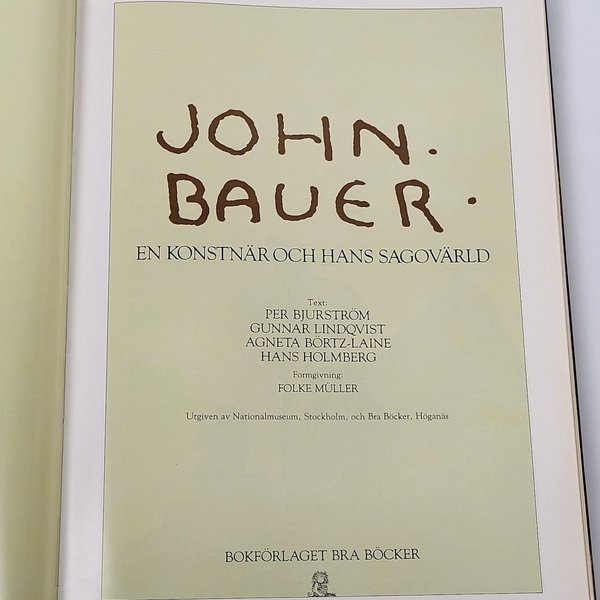 JOHN.
BAUER.
EN KONSTNÄR OCH HANS SAGOVÄRLD
Text:
PER BJURSTRÖM
GUNNAR LINDQVIST
AGNETA BÖRTZ-LAINE
HANS HOLMBERG
Formgivning:
FOLKE MÜLLER
Utgiven av Nationalmuseum, Stockholm, och Bra Böcker, Höganäs
BOKFÖRLAGET BRA BÖCKER